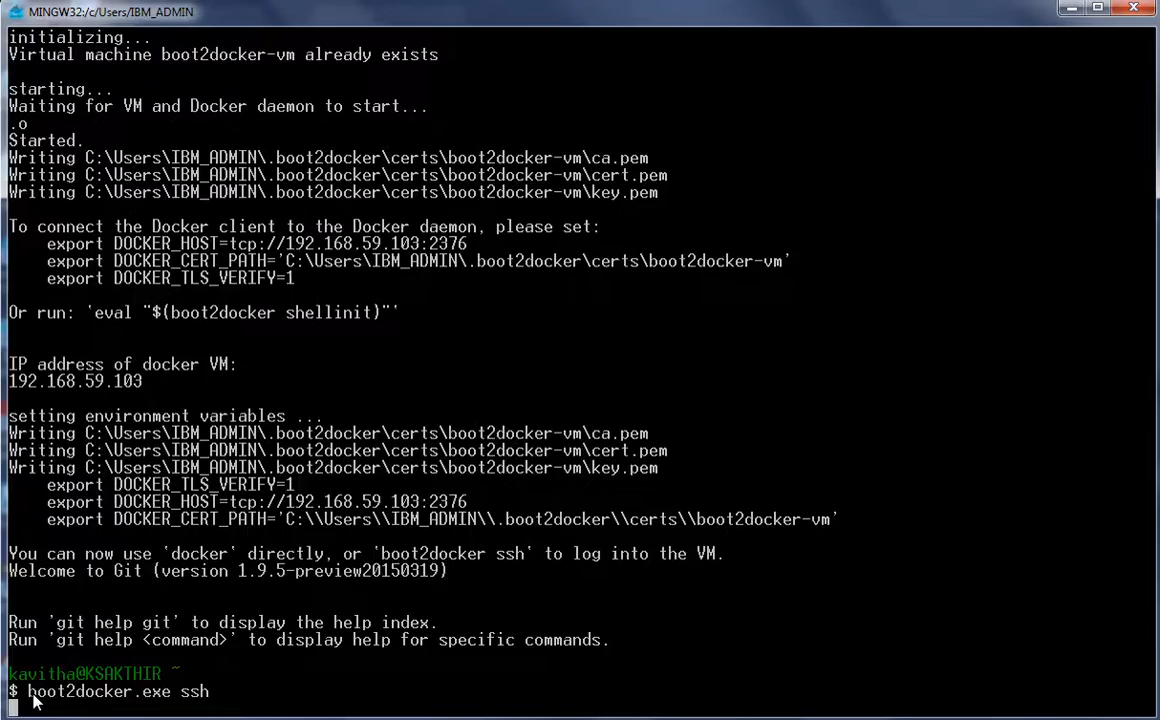 MINGW32:/c/Users/IBM_ADMIN
initializing...
Virtual machine boot2docker-vm already exists
starting...
Waiting for VM and Docker daemon to start...
.o
Started.
Writing C:\Users\IBM_ADMIN\.boot2docker\certs\boot2docker-vm\ca.pem
Writing C:\Users\IBM_ADMIN\.boot2docker\certs\boot2docker-vm\cert.pem
Writing C:\Users\IBM_ADMIN\.boot2docker\certs\boot2docker-vm\key.pem
To connect the Docker client to the Docker daemon, please set:
    export DOCKER_HOST=tcp://192.168.59.103:2376
    export DOCKER_CERT_PATH='C:\Users\IBM_ADMIN\.boot2docker\certs\boot2docker-vm'
    export DOCKER_TLS_VERIFY=1
Or run: `eval "$(boot2docker shellinit)"`
IP address of docker VM:
192.168.59.103
setting environment variables ...
Writing C:\Users\IBM_ADMIN\.boot2docker\certs\boot2docker-vm\ca.pem
Writing C:\Users\IBM_ADMIN\.boot2docker\certs\boot2docker-vm\cert.pem
Writing C:\Users\IBM_ADMIN\.boot2docker\certs\boot2docker-vm\key.pem
    export DOCKER_TLS_VERIFY=1
    export DOCKER_HOST=tcp://192.168.59.103:2376
    export DOCKER_CERT_PATH='C:\\Users\\IBM_ADMIN\\.boot2docker\\certs\\boot2docker-vm'
You can now use `docker` directly, or `boot2docker ssh` to log into the VM.
Welcome to Git (version 1.9.5-preview20150319)
Run 'git help git' to display the help index.
Run 'git help <command>' to display help for specific commands.
kavitha@KSAKTHIR ~
$ boot2docker.exe ssh